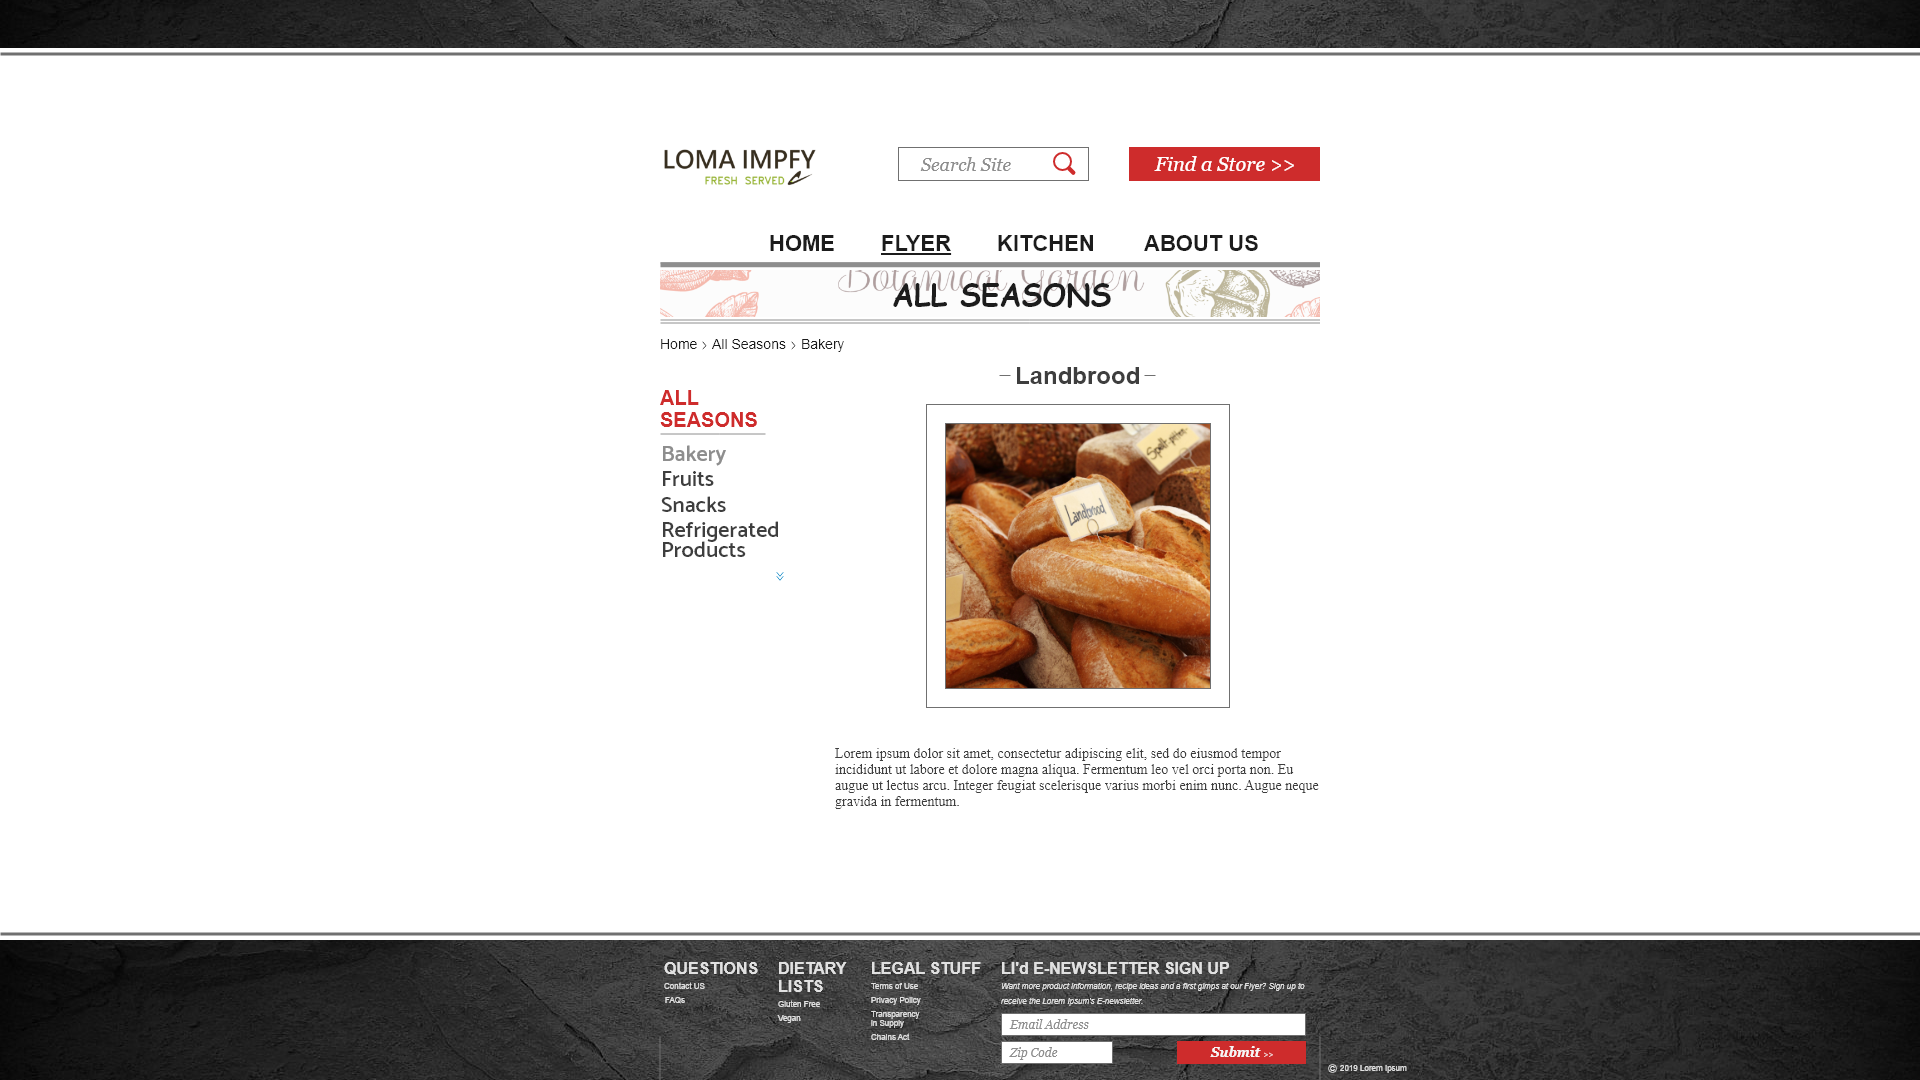 LOMA IMPFY
FRESH SERVED
Search Site
Find a Store >>
HOME FLYER KITCHEN ABOUT US
Botanical Garden
ALL SEASONS
Home › All Seasons › Bakery
– Landbrood –
ALL
SEASONS
Bakery
Fruits
Snacks
Refrigerated
Products
Landbrood
Lorem ipsum dolor sit amet, consectetur adipiscing elit, sed do eiusmod tempor
incididunt ut labore et dolore magna aliqua. Fermentum leo vel orci porta non. Eu
augue ut lectus arcu. Integer feugiat scelerisque varius morbi enim nunc. Augue neque
gravida in fermentum.
QUESTIONS
Contact US
FAQs
DIETARY
LISTS
Gluten Free
Vegan
LEGAL STUFF
Terms of Use
Privacy Policy
Transparency
in Supply
Chains Act
LI'd E-NEWSLETTER SIGN UP
Want more product information, recipe ideas and a first gimps at our Flyer? Sign up to
receive the Lorem Ipsum's E-newsletter.
Email Address
Zip Code
Submit >>
© 2019 Lorem Ipsum